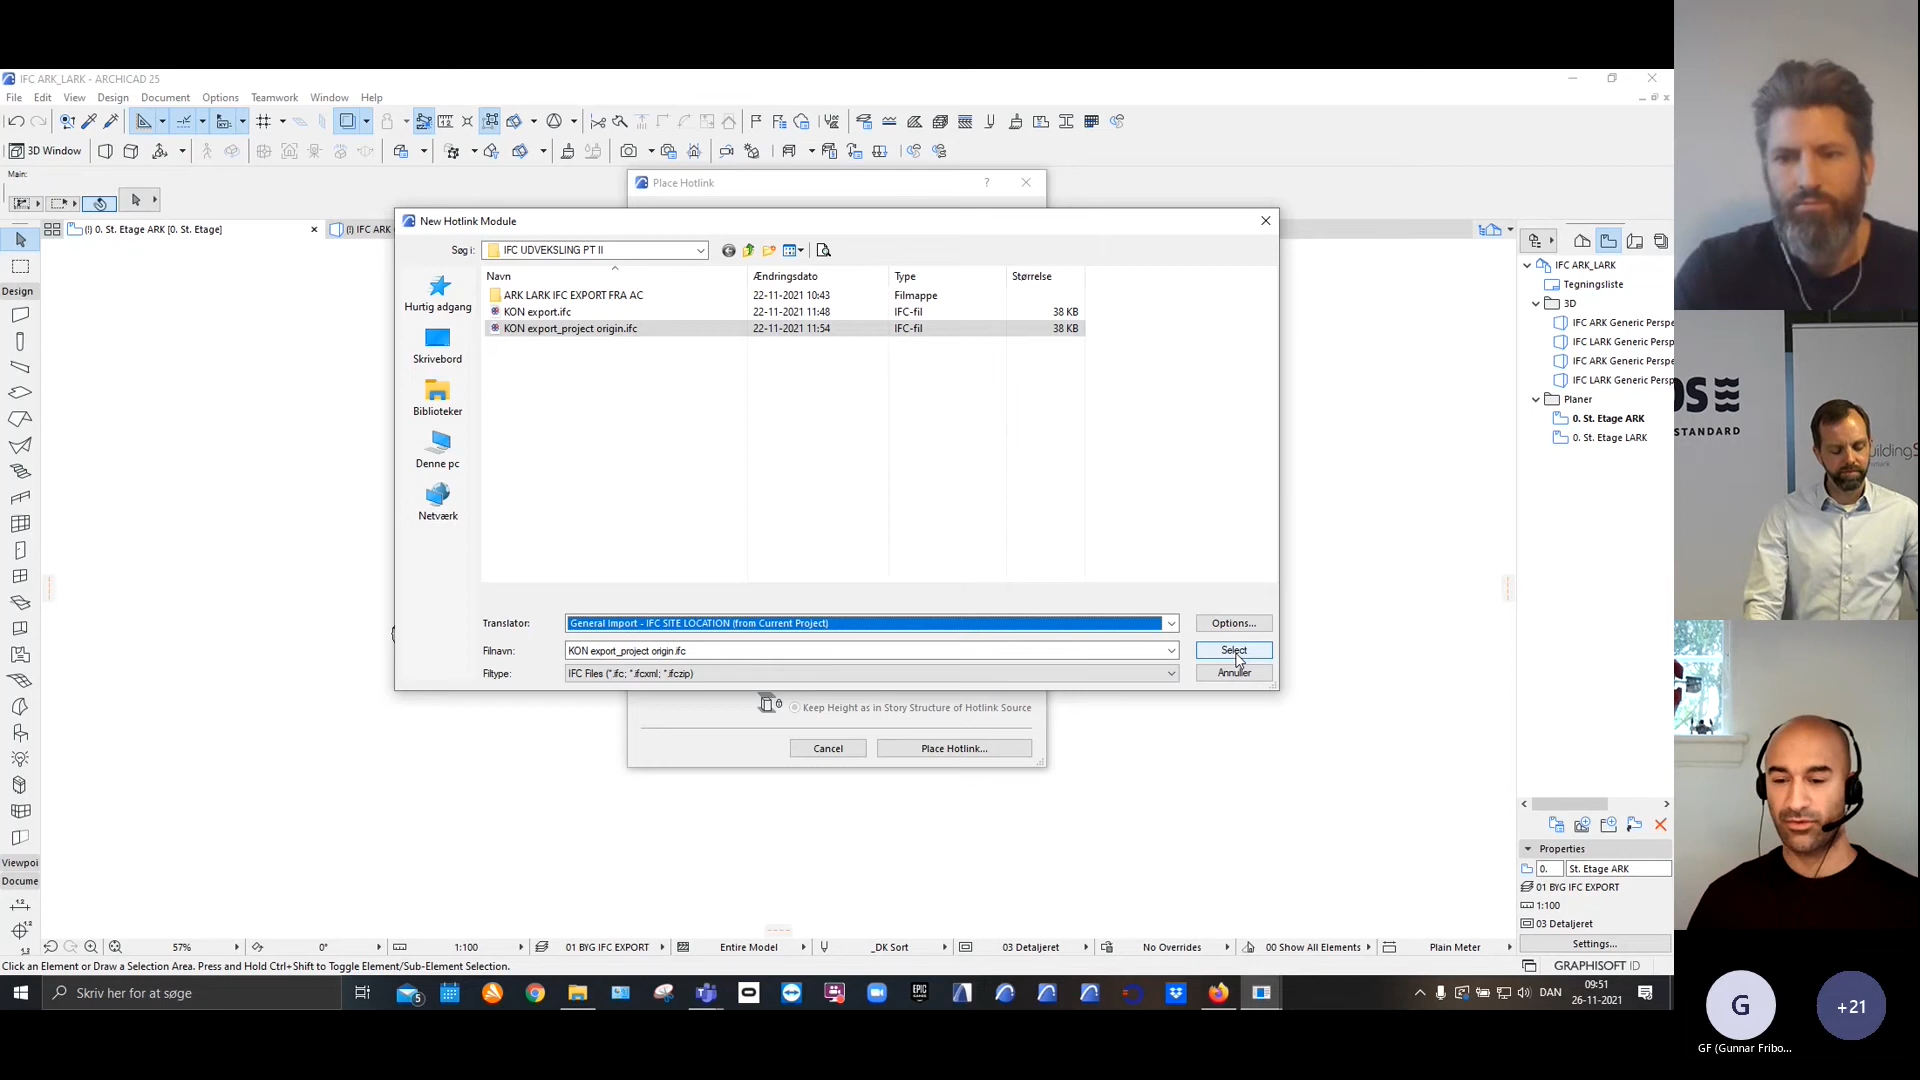 IFC ARK_LARK - ARCHICAD 25
File Edit View Design Document Options Teamwork Window Help
3D Window
Main:
(!) 0. St. Etage ARK [0. St. Etage]
(!) IFC ARK
Design
Viewpoi
Docume
Place Hotlink
?
New Hotlink Module
Søg i:
IFC UDVEKSLING PT II
Navn Ændringsdato Type Størrelse
ARK LARK IFC EXPORT FRA AC 22-11-2021 10:43 Filmappe
KON export.ifc 22-11-2021 11:48 IFC-fil 38 KB
KON export_project origin.ifc 22-11-2021 11:54 IFC-fil 38 KB
Hurtig adgang
Skrivebord
Biblioteker
Denne pc
Netværk
Translator: General Import - IFC SITE LOCATION (from Current Project) Options...
Filnavn: KON export_project origin.ifc Select
Filtype: IFC Files (*.ifc; *.ifcxml; *.ifczip) Annuller
Keep Height as in Story Structure of Hotlink Source
Cancel Place Hotlink...
IFC ARK_LARK
Tegningsliste
3D
IFC ARK Generic Perspe
IFC LARK Generic Persp
IFC ARK Generic Perspe
IFC LARK Generic Persp
Planer
0. St. Etage ARK
0. St. Etage LARK
Properties
0. St. Etage ARK
01 BYG IFC EXPORT
1:100
03 Detaljeret
Settings...
57% 0° 1:100 01 BYG IFC EXPORT Entire Model _DK Sort 03 Detaljeret No Overrides 00 Show All Elements Plain Meter
Click an Element or Draw a Selection Area. Press and Hold Ctrl+Shift to Toggle Element/Sub-Element Selection.
GRAPHISOFT ID
Skriv her for at søge
5
EPIC
DAN
09:51
26-11-2021
STANDARD
G
+21
GF (Gunnar Fribo...